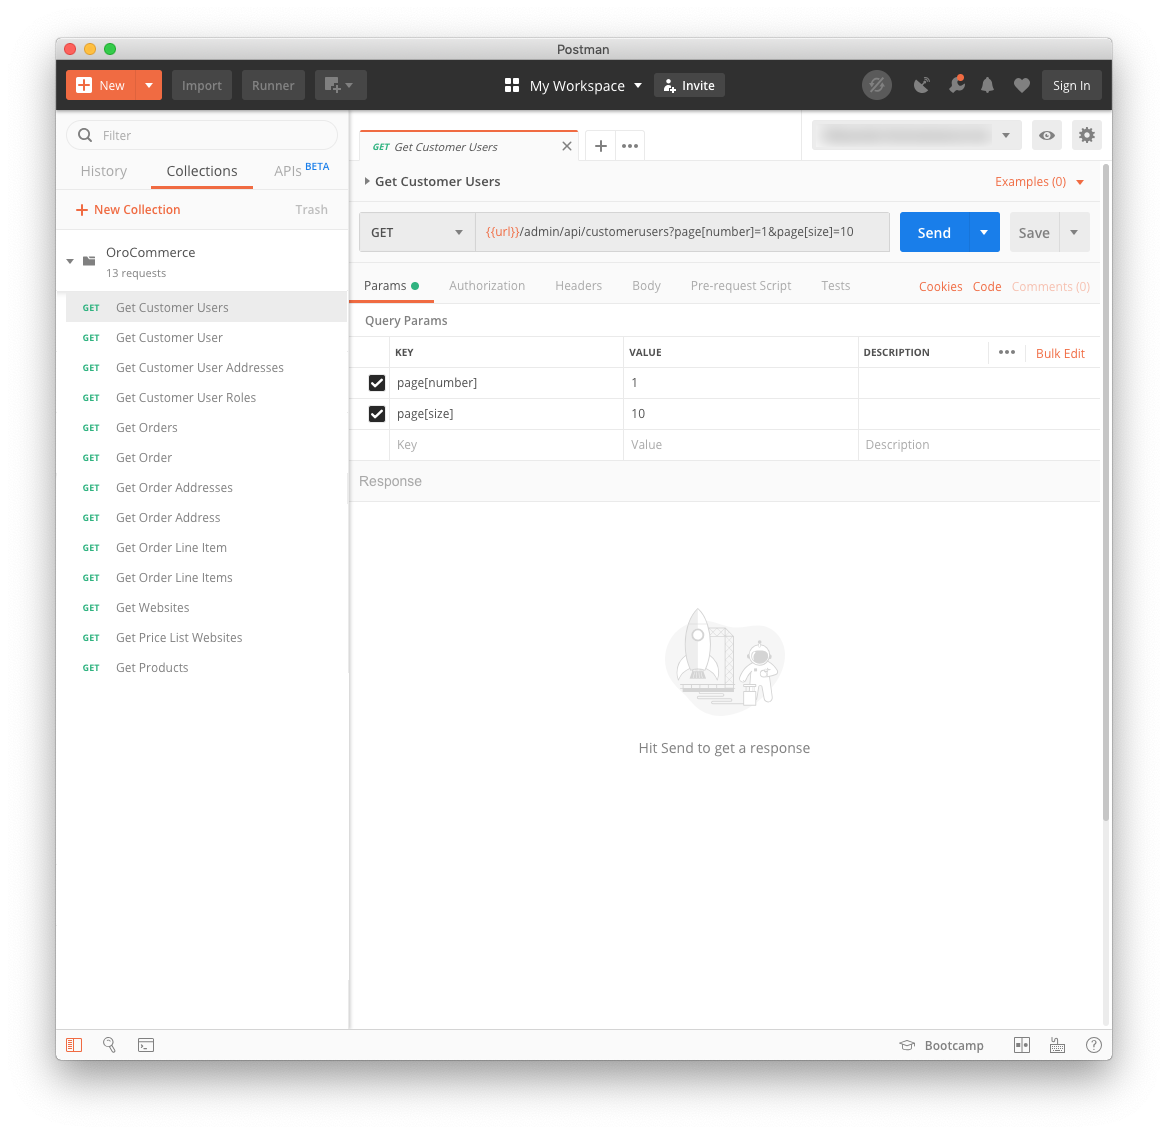 Postman
New
Import
Runner
My Workspace
Invite
Sign In
Filter
History
Collections
APIs BETA
New Collection
Trash
OroCommerce
13 requests
GET Get Customer Users
GET Get Customer User
GET Get Customer User Addresses
GET Get Customer User Roles
GET Get Orders
GET Get Order
GET Get Order Addresses
GET Get Order Address
GET Get Order Line Item
GET Get Order Line Items
GET Get Websites
GET Get Price List Websites
GET Get Products
GET Get Customer Users
Get Customer Users
Examples (0)
GET
{{url}}/admin/api/customerusers?page[number]=1&page[size]=10
Send
Save
Params
Authorization
Headers
Body
Pre-request Script
Tests
Cookies
Code
Comments (0)
Query Params
KEY VALUE DESCRIPTION
Bulk Edit
page[number] 1
page[size] 10
Key Value Description
Response
Hit Send to get a response
Bootcamp